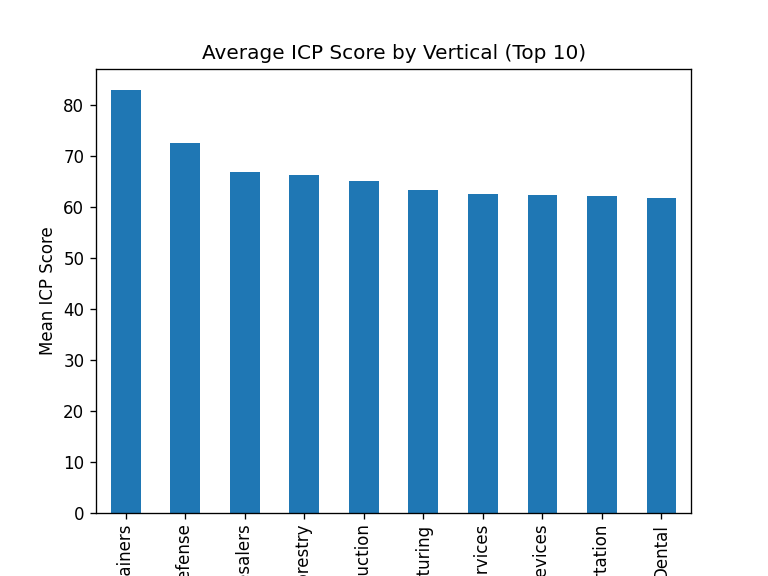 Average ICP Score by Vertical (Top 10)
Mean ICP Score
80
70
60
50
40
30
20
10
0
ainers
efense
salers
restry
uction
turing
rvices
evices
tation
Dental